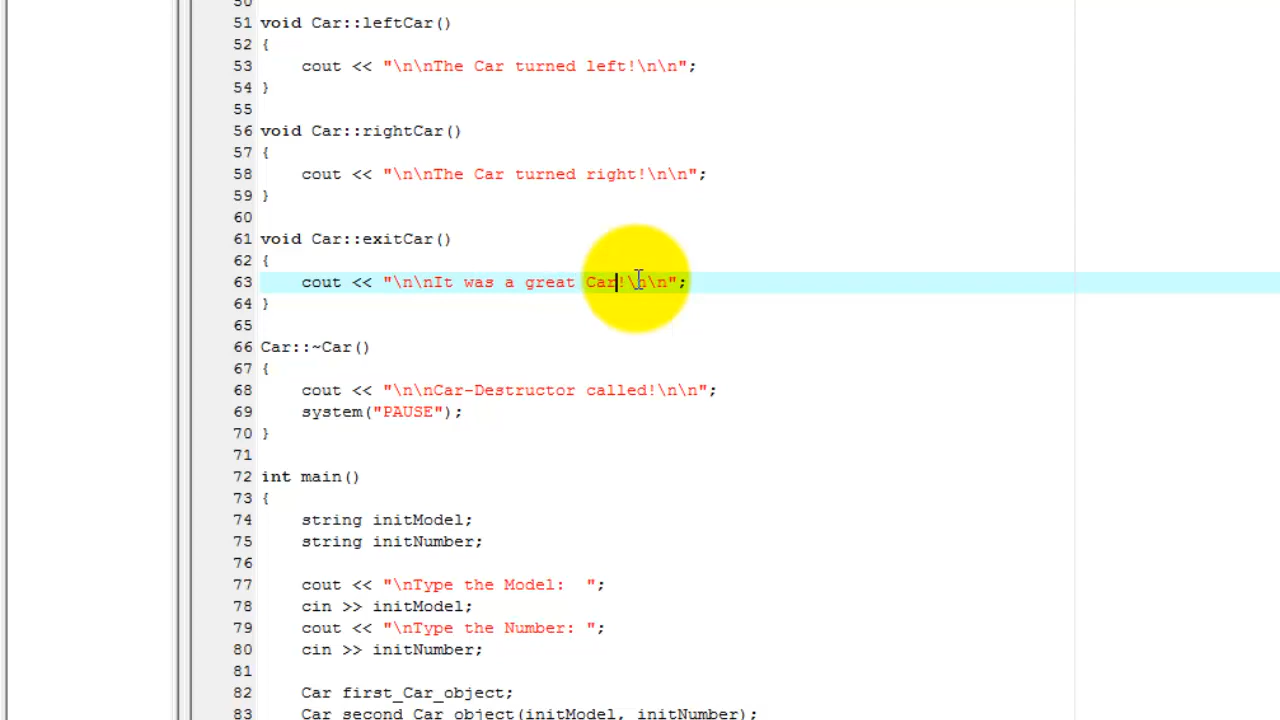 50
51 void Car::leftCar()
52 {
53     cout << "\n\nThe Car turned left!\n\n";
54 }
55
56 void Car::rightCar()
57 {
58     cout << "\n\nThe Car turned right!\n\n";
59 }
60
61 void Car::exitCar()
62 {
63     cout << "\n\nIt was a great Car!\n\n";
64 }
65
66 Car::~Car()
67 {
68     cout << "\n\nCar-Destructor called!\n\n";
69     system("PAUSE");
70 }
71
72 int main()
73 {
74     string initModel;
75     string initNumber;
76
77     cout << "\nType the Model:  ";
78     cin >> initModel;
79     cout << "\nType the Number: ";
80     cin >> initNumber;
81
82     Car first_Car_object;
83     Car second_Car_object(initModel, initNumber);